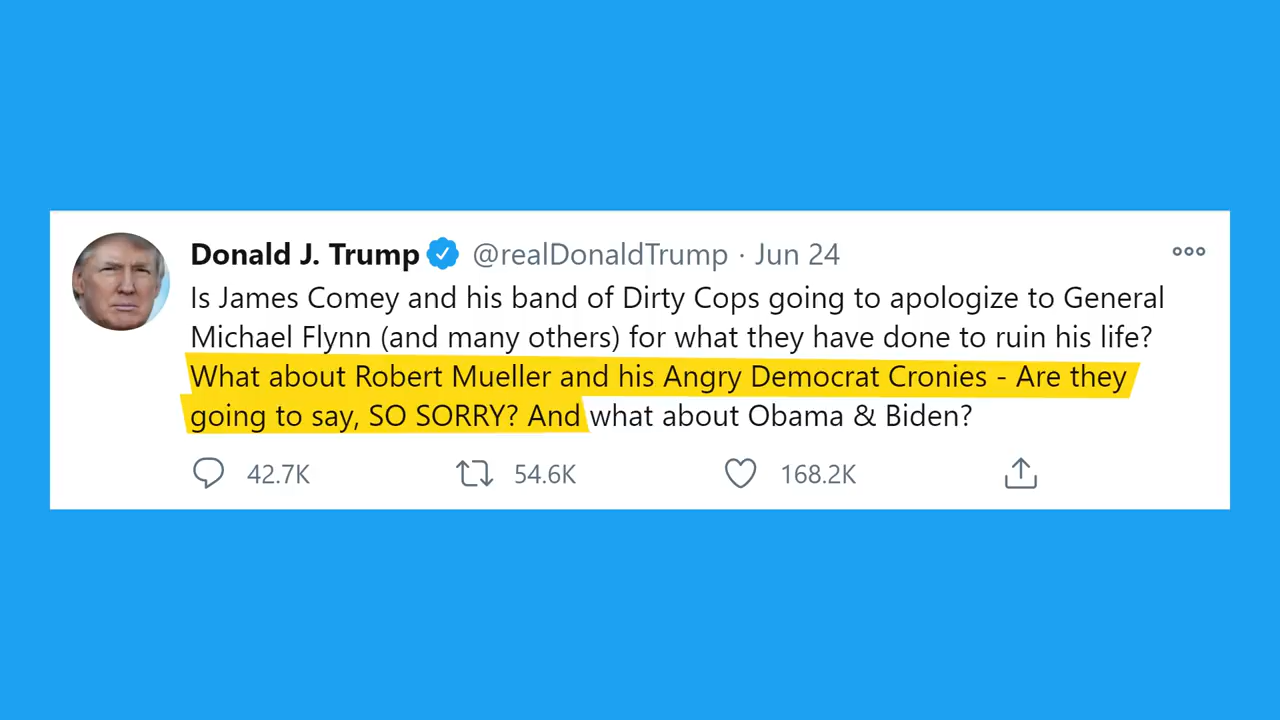 Donald J. Trump @realDonaldTrump · Jun 24
Is James Comey and his band of Dirty Cops going to apologize to General
Michael Flynn (and many others) for what they have done to ruin his life?
What about Robert Mueller and his Angry Democrat Cronies - Are they
going to say, SO SORRY? And what about Obama & Biden?
42.7K 54.6K 168.2K